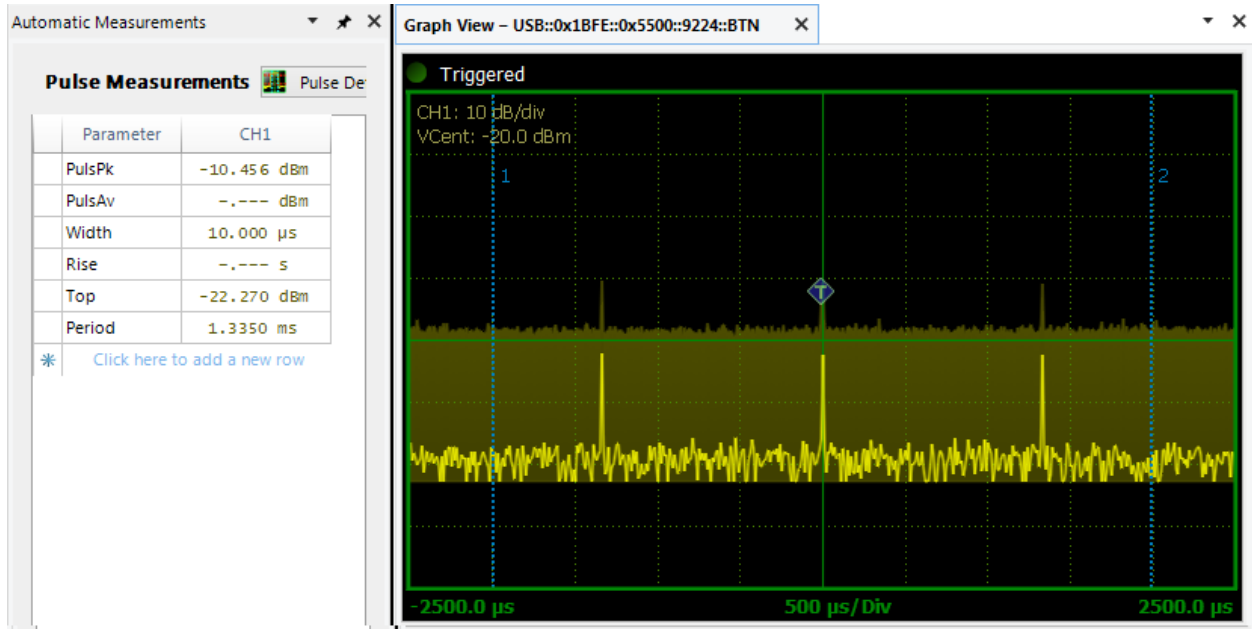 Automatic Measurements
Pulse Measurements
Pulse De
Parameter CH1
PulsPk -10.456 dBm
PulsAv -.--- dBm
Width 10.000 µs
Rise -.--- s
Top -22.270 dBm
Period 1.3350 ms
Click here to add a new row
Graph View – USB::0x1BFE::0x5500::9224::BTN
Triggered
CH1: 10 dB/div
VCent: -20.0 dBm
1
2
T
-2500.0 µs 500 µs/Div 2500.0 µs